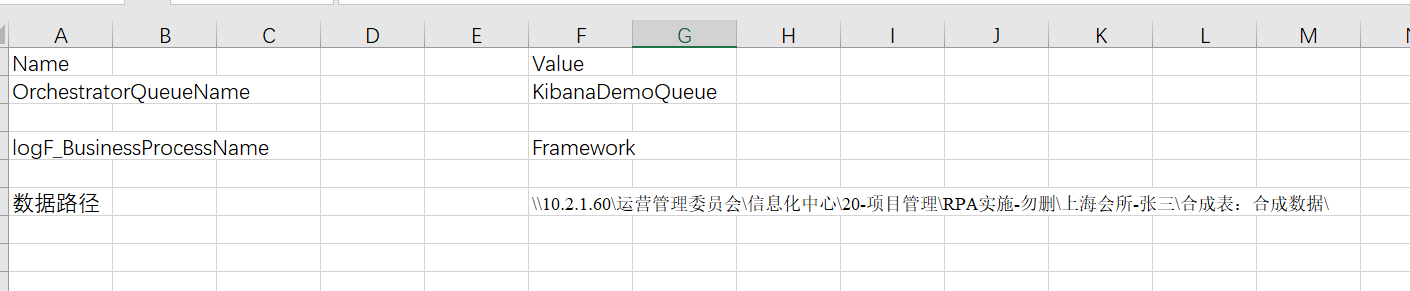 A B C D E F G H I J K L M
Name Value
OrchestratorQueueName KibanaDemoQueue
logF_BusinessProcessName Framework
数据路径 \\10.2.1.60\运营管理委员会\信息化中心\20-项目管理\RPA实施-勿删\上海会所-张三\合成表：合成数据\